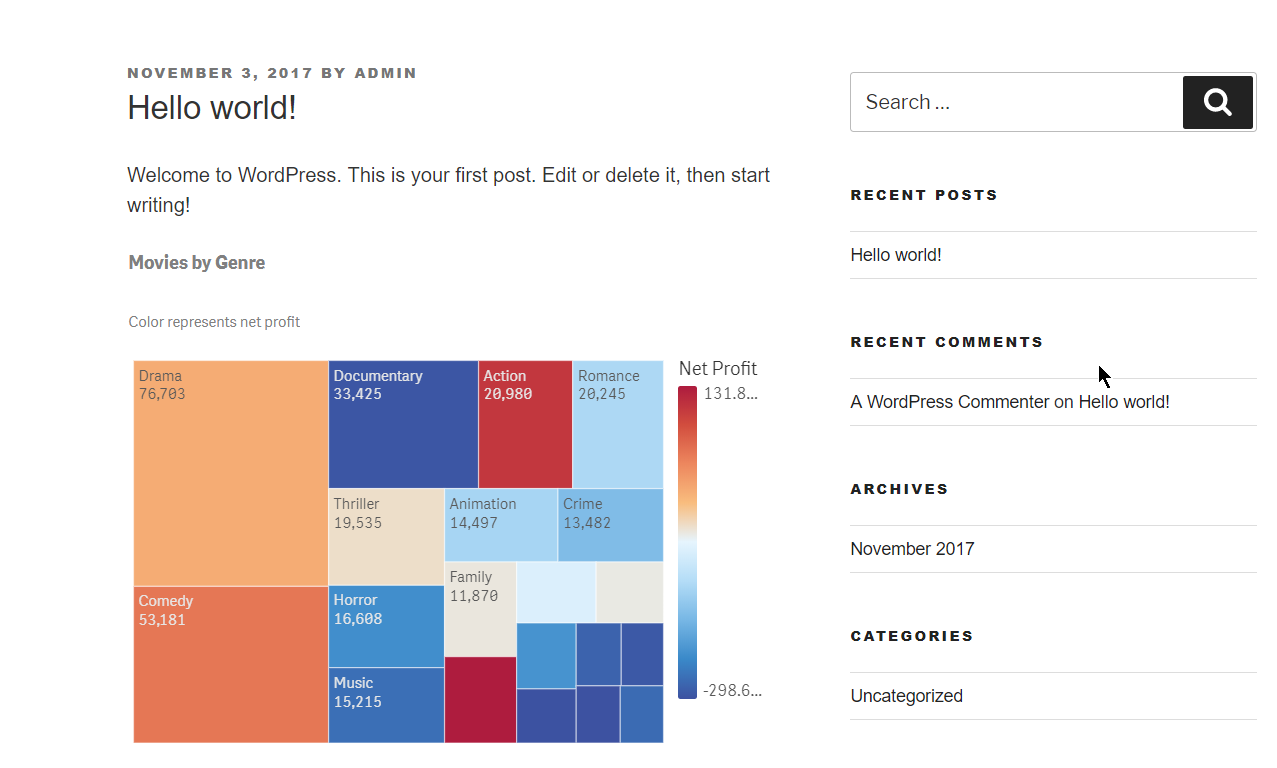 NOVEMBER 3, 2017 BY ADMIN
Hello world!
Welcome to WordPress. This is your first post. Edit or delete it, then start
writing!
Movies by Genre
Color represents net profit
Drama
76,703
Documentary
33,425
Action
20,980
Romance
20,245
Thriller
19,535
Animation
14,497
Crime
13,482
Family
11,870
Comedy
53,181
Horror
16,608
Music
15,215
Net Profit
131.8...
-298.6...
Search ...
RECENT POSTS
Hello world!
RECENT COMMENTS
A WordPress Commenter on Hello world!
ARCHIVES
November 2017
CATEGORIES
Uncategorized